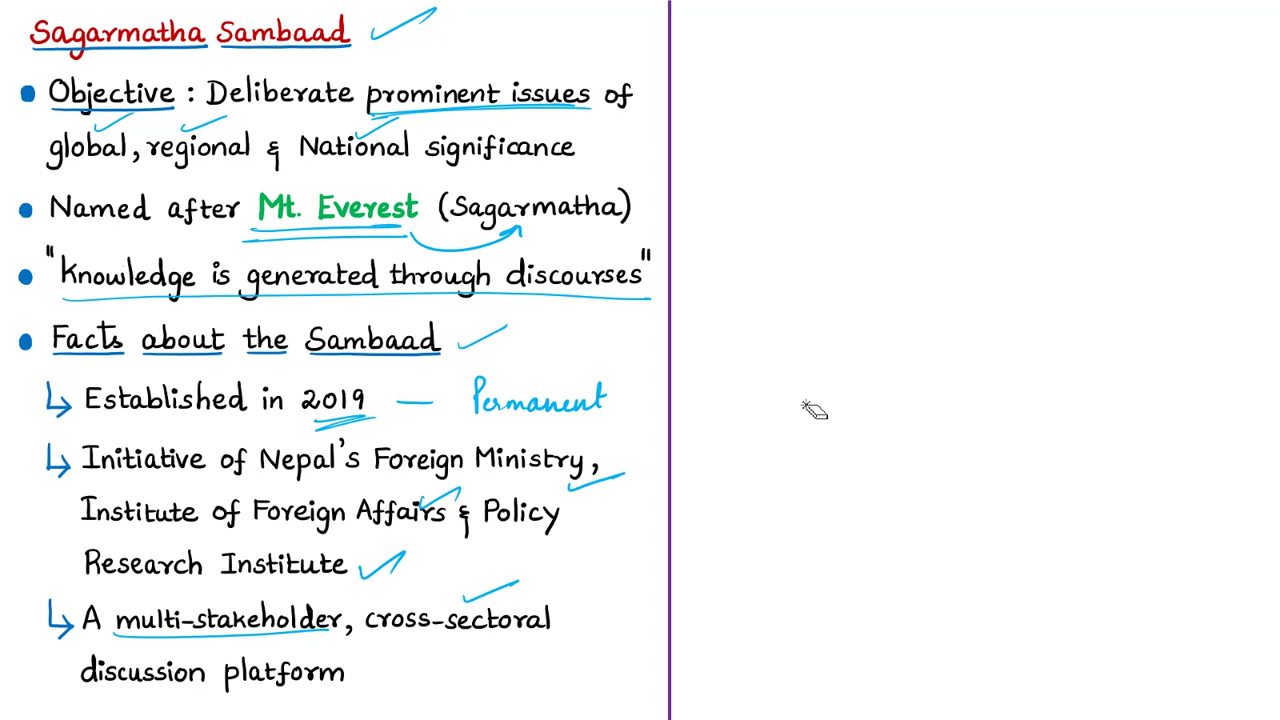 Sagarmatha Sambaad
Objective : Deliberate prominent issues of
global, regional & National significance
Named after Mt. Everest (Sagarmatha)
"Knowledge is generated through discourses"
Facts about the Sambaad
Established in 2019 — Permanent
Initiative of Nepal's Foreign Ministry,
Institute of Foreign Affairs & Policy
Research Institute
A multi-stakeholder, cross-sectoral
discussion platform